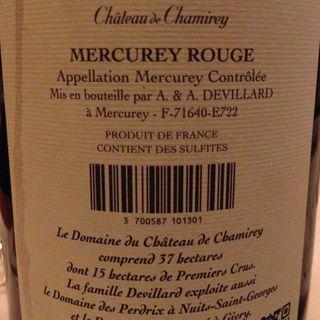 Château de Chamirey
MERCUREY ROUGE
Appellation Mercurey Contrôlée
Mis en bouteille par A. & A. DEVILLARD
à Mercurey - F-71640-E722
PRODUIT DE FRANCE
CONTIENT DES SULFITES
3 700587 101301
Le Domaine du Château de Chamirey
comprend 37 hectares
dont 15 hectares de Premiers Crus.
La famille Devillard exploite aussi
le Domaine des Perdrix à Nuits-Saint-Georges
à Givry.